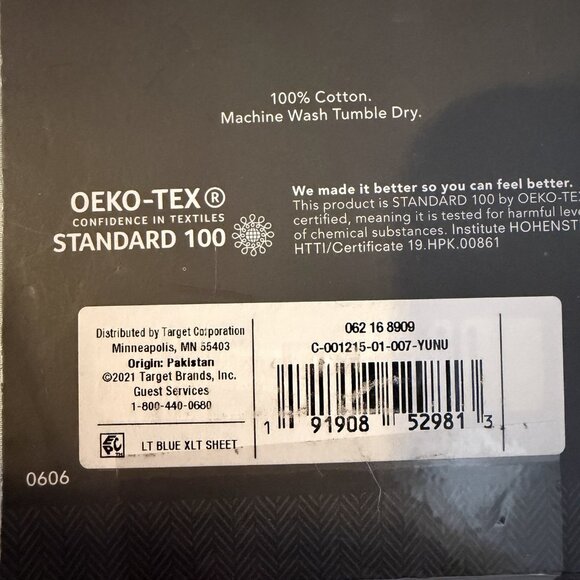 100% Cotton.
Machine Wash Tumble Dry.
OEKO-TEX®
CONFIDENCE IN TEXTILES
STANDARD 100
We made it better so you can feel better.
This product is STANDARD 100 by OEKO-TEX
certified, meaning it is tested for harmful
of chemical substances. Institute
HTTI/Certificate 19.HPK.00861
Distributed by Target Corporation
Minneapolis, MN 55403
Origin: Pakistan
©2021 Target Brands, Inc.
Guest Services
1-800-440-0680
LT BLUE XLT SHEET
062 16 8909
C-001215-01-007-YUNU
1 91908 52981 3
0606